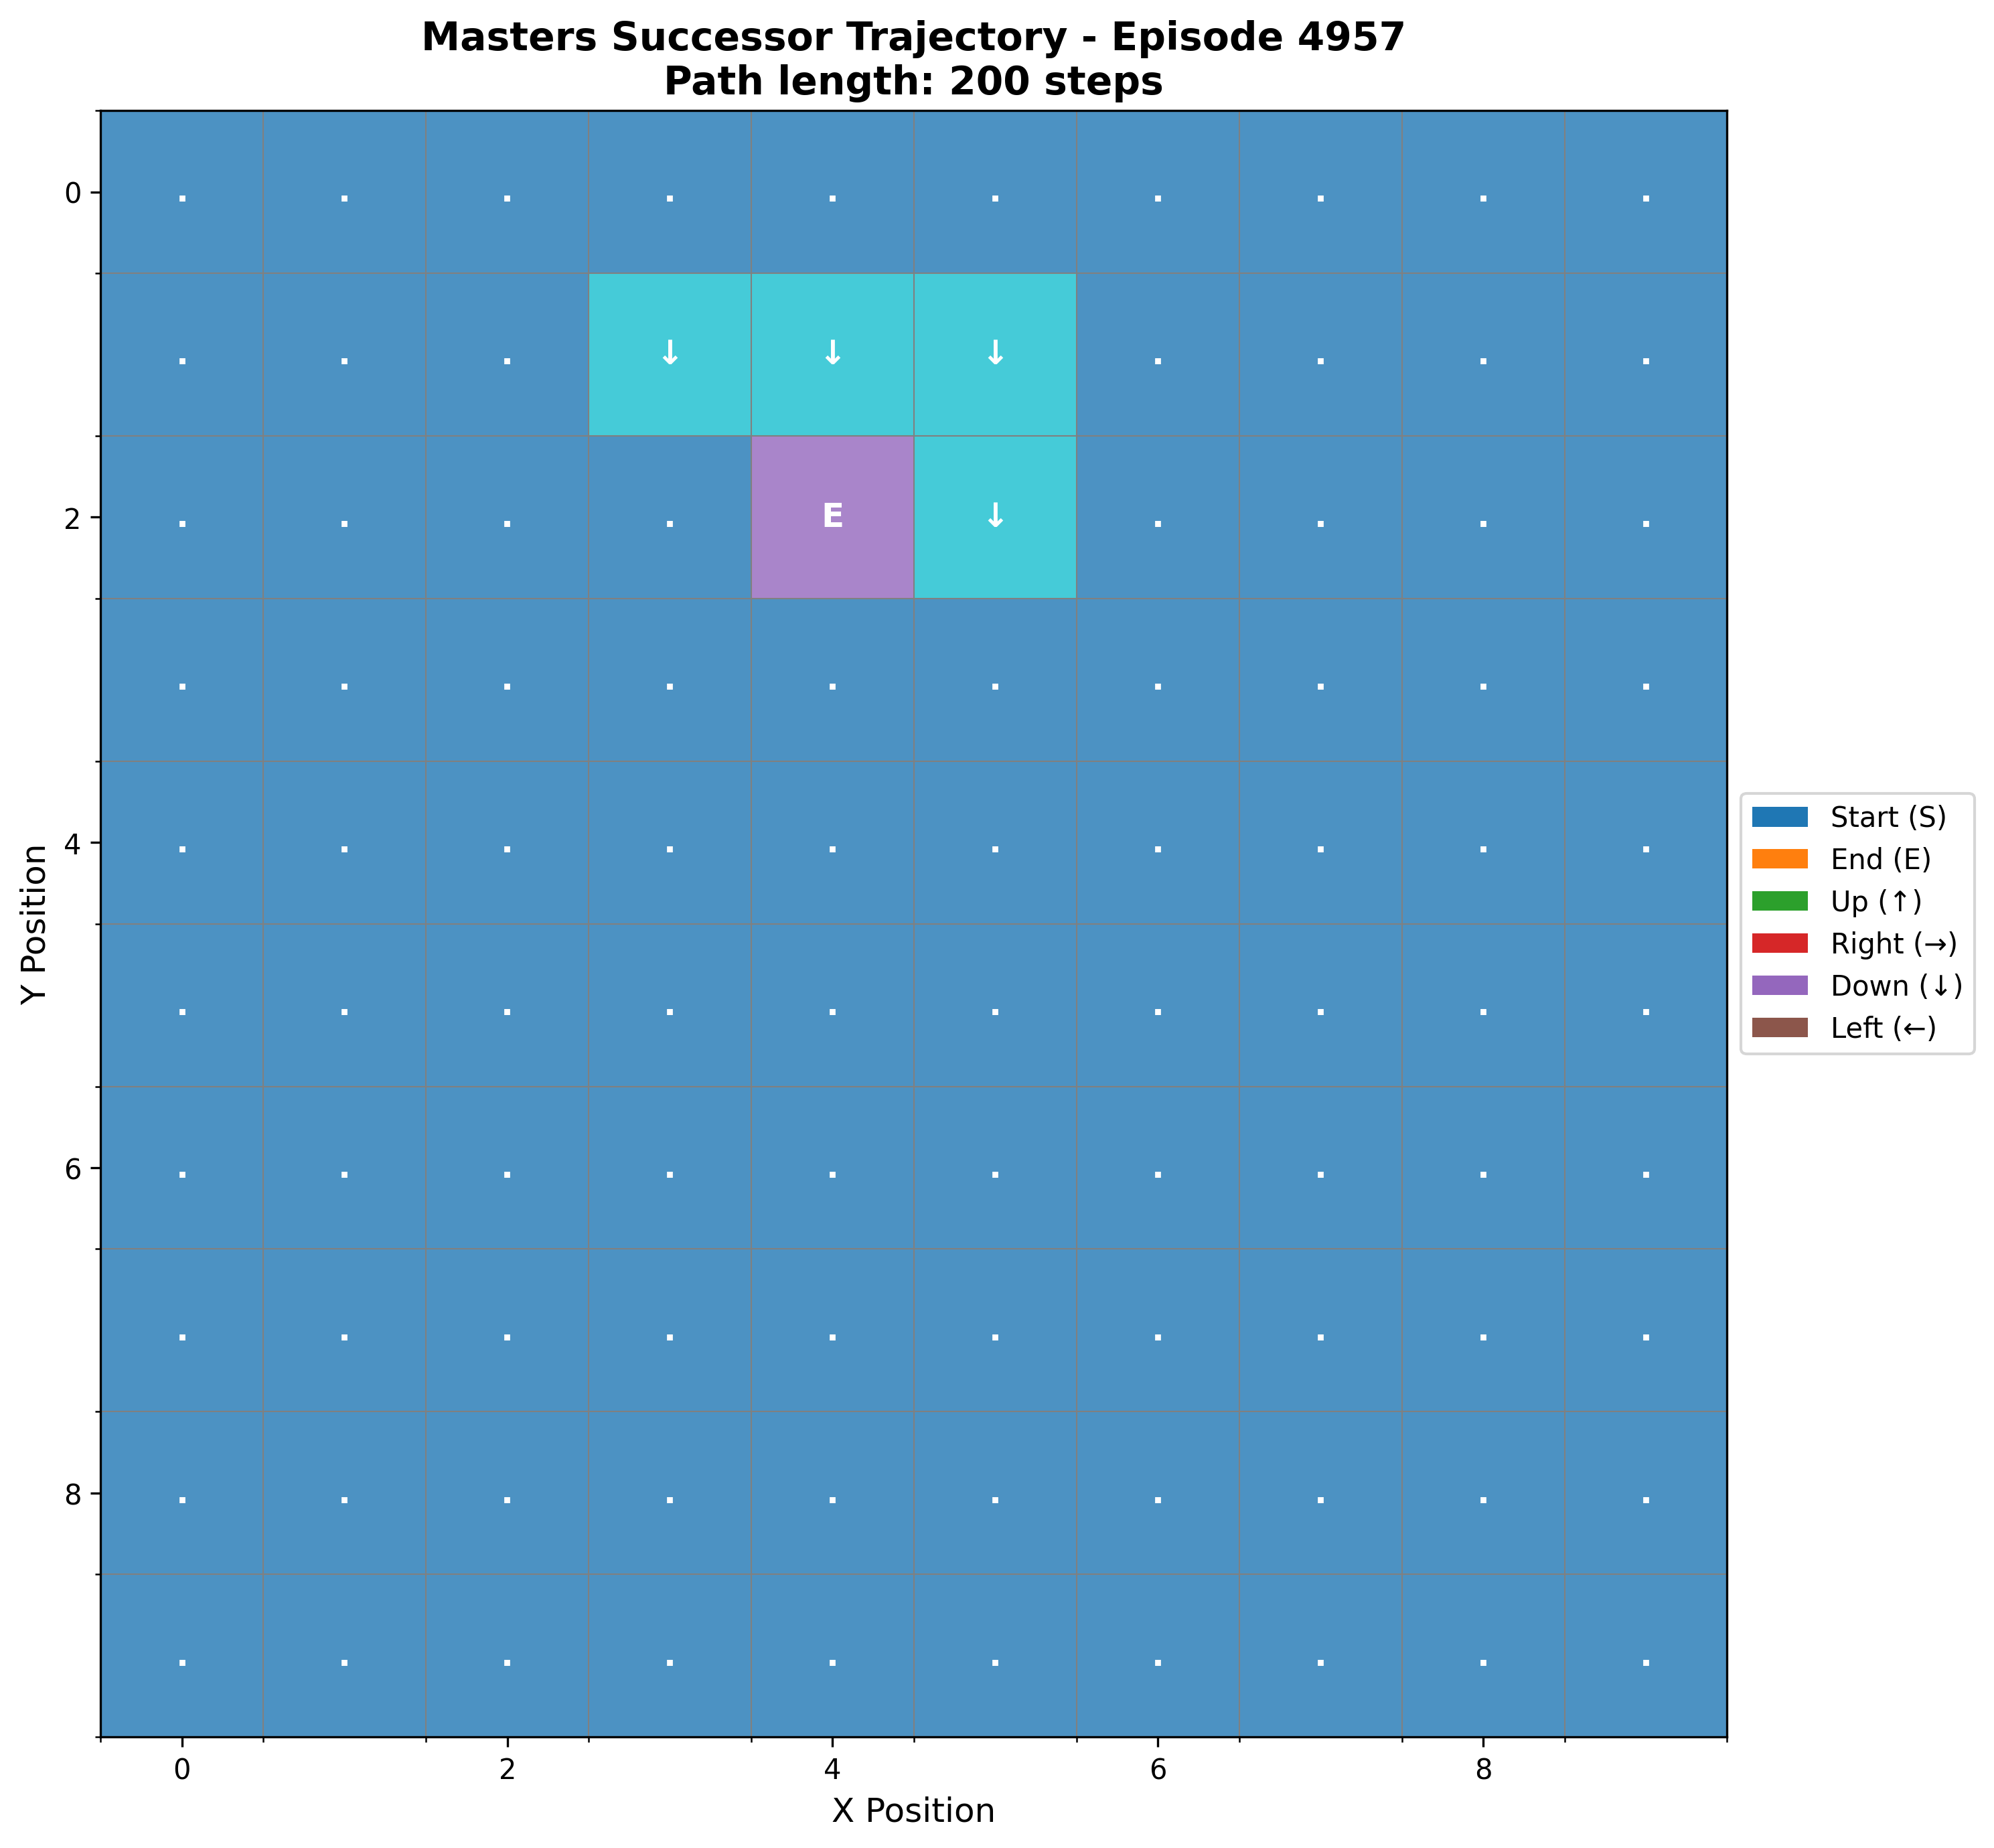 Masters Successor Trajectory - Episode 4957
Path length: 200 steps
0
. . . . . . . . . .
. . . ↓ ↓ ↓ . . . .
2
. . . . E ↓ . . . .
. . . . . . . . . .
4
. . . . . . . . . .
. . . . . . . . . .
6
. . . . . . . . . .
. . . . . . . . . .
8
. . . . . . . . . .
. . . . . . . . . .
0 2 4 6 8
X Position
Y Position
Start (S)
End (E)
Up (↑)
Right (→)
Down (↓)
Left (←)